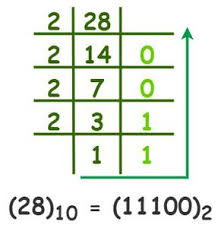 2 28
2 14 0
2 7 0
2 3 1
1 1
(28)₁₀ = (11100)₂